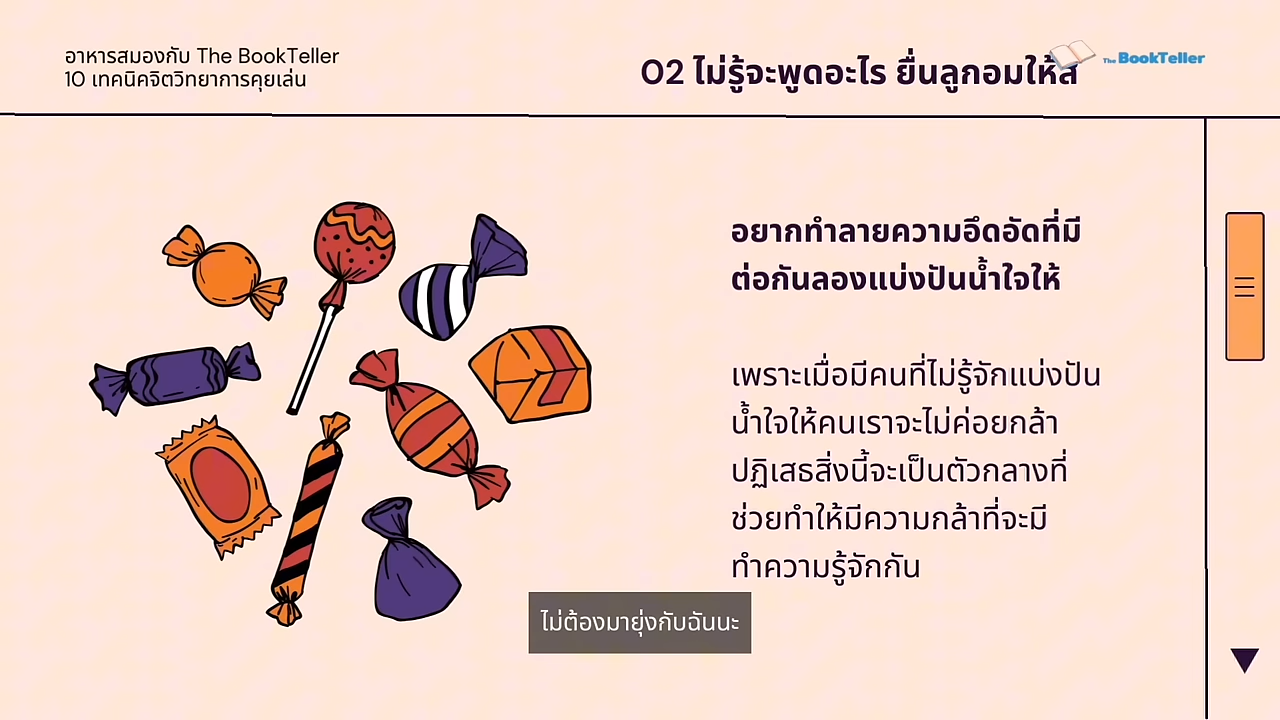 อาหารสมองกับ The BookTeller
10 เทคนิคจิตวิทยาการคุยเล่น
02 ไม่รู้จะพูดอะไร ยื่นลูกอมให้สิ
The BookTeller
อยากทำลายความอึดอัดที่มี
ต่อกันลองแบ่งปันน้ำใจให้
เพราะเมื่อมีคนที่ไม่รู้จักแบ่งปัน
น้ำใจให้คนเราจะไม่ค่อยกล้า
ปฏิเสธสิ่งนี้จะเป็นตัวกลางที่
ช่วยทำให้มีความกล้าที่จะมี
ทำความรู้จักกัน
ไม่ต้องมายุ่งกับฉันนะ